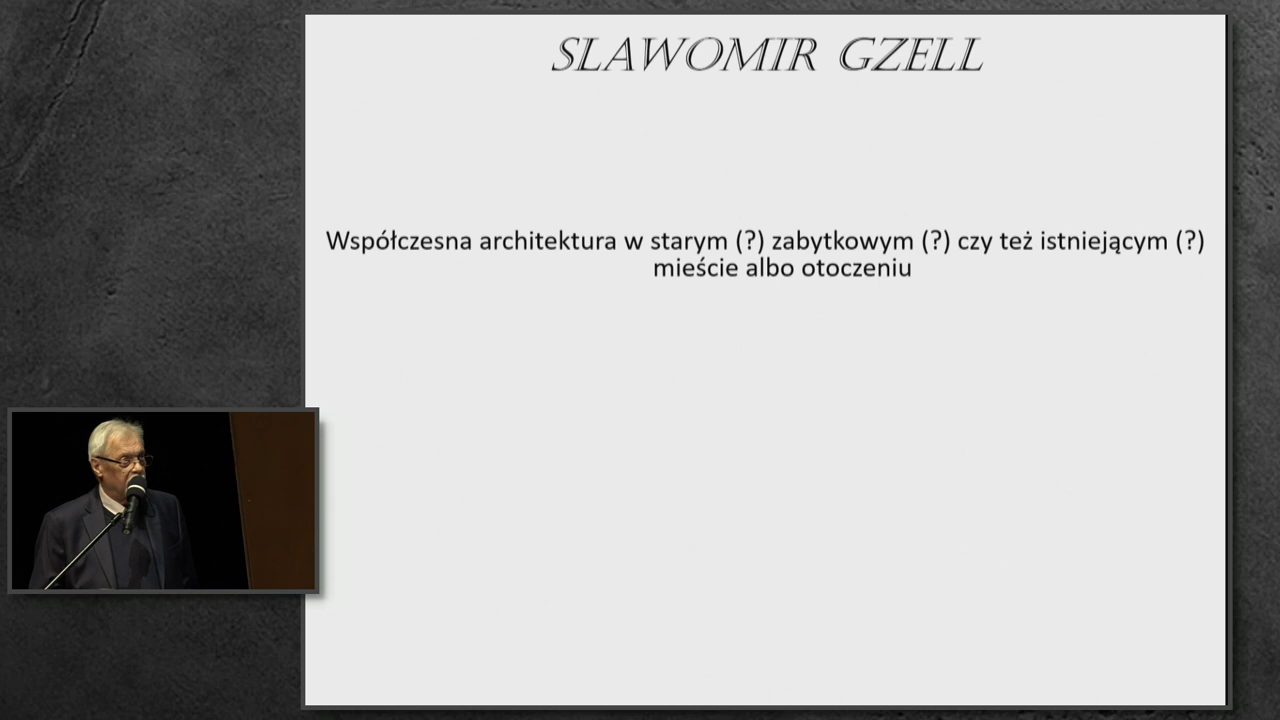 SLAWOMIR GZELL
Współczesna architektura w starym (?) zabytkowym (?) czy też istniejącym (?)
mieście albo otoczeniu